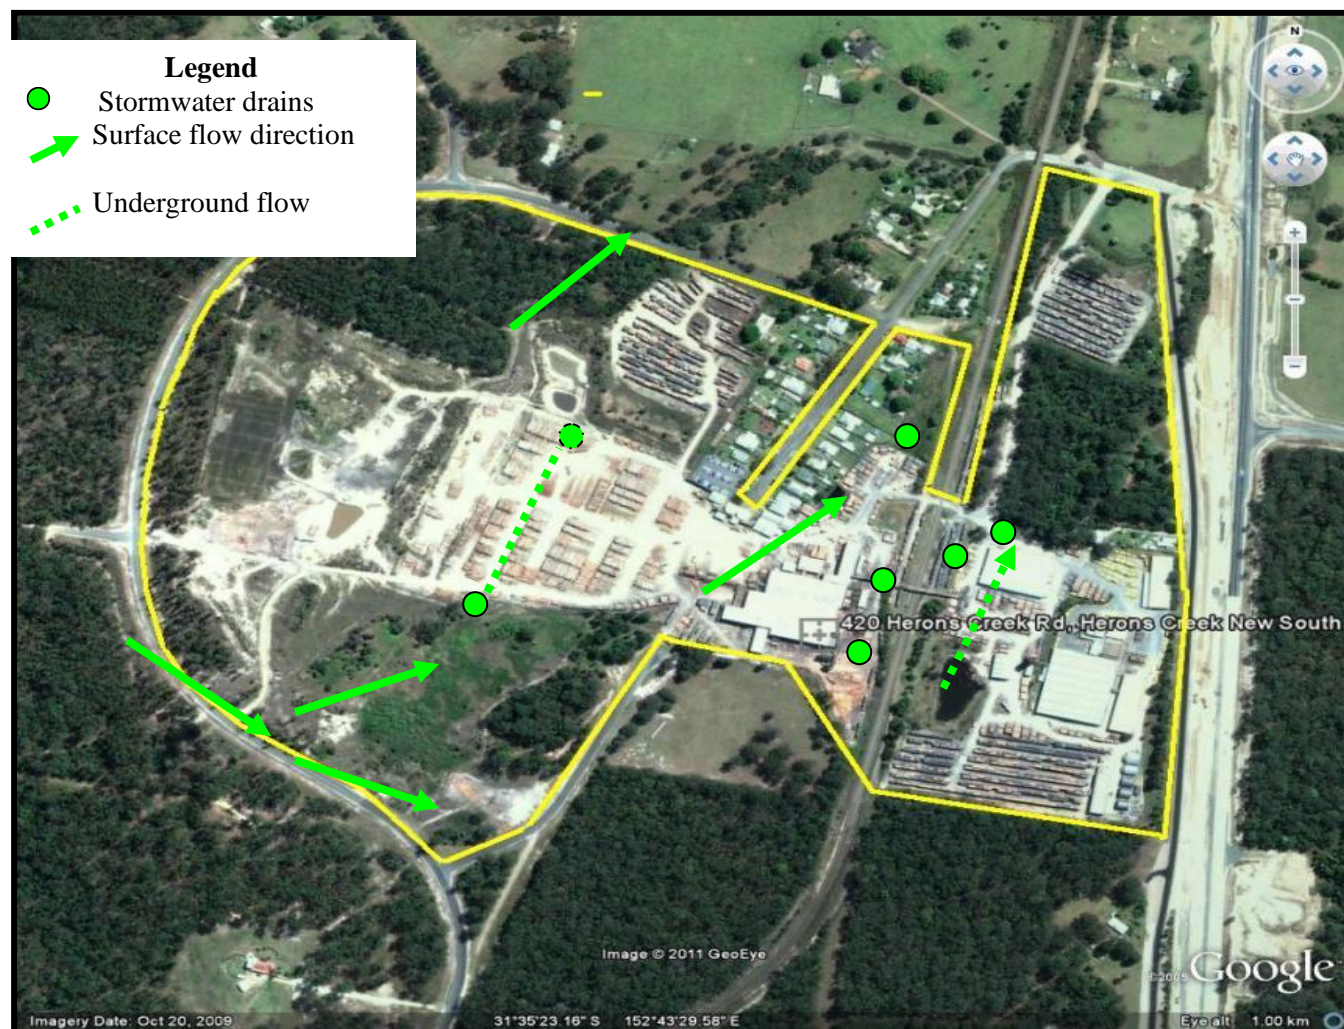 Legend
Stormwater drains
Surface flow direction
Underground flow
N
420 Herons Creek Rd, Herons Creek New South
Image © 2011 GeoEye
©2009 Google
Imagery Date: Oct 20, 2009
31°35'23.16" S 152°43'29.58" E
Eye alt 1.00 km